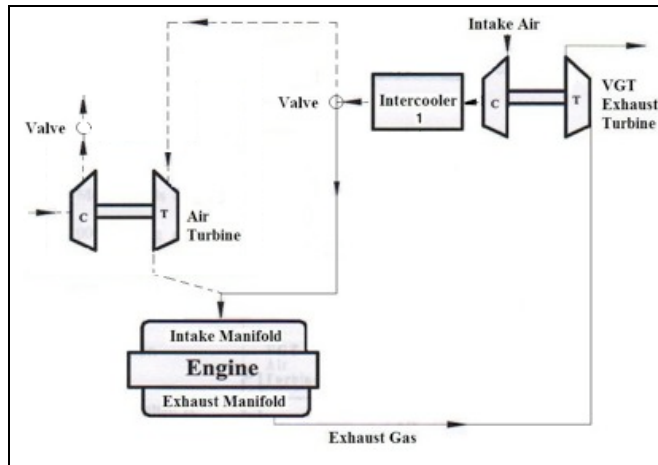 Intake Air
VGT
Exhaust
Turbine
Valve
Intercooler
1
C
T
Valve
C
T
Air
Turbine
Intake Manifold
Engine
Exhaust Manifold
Exhaust Gas